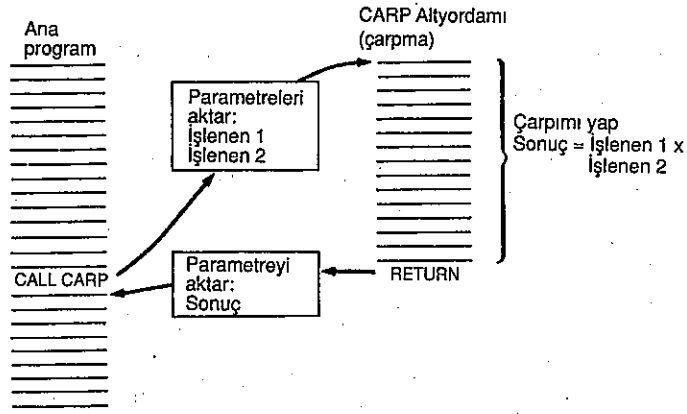 Ana
program
CALL CARP
Parametreleri
aktar:
İşlenen 1
İşlenen 2
Parametreyi
aktar:
Sonuç
CARP Altyordamı
(çarpma)
RETURN
Çarpımı yap
Sonuç = İşlenen 1 x
İşlenen 2